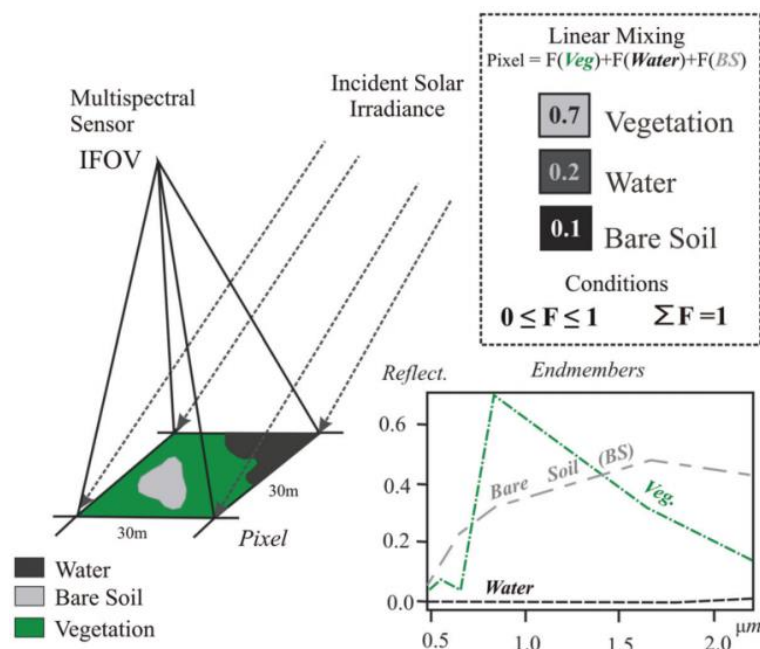 Multispectral
Sensor
IFOV
Incident Solar
Irradiance
30m
30m
Pixel
Water
Bare Soil
Vegetation
Linear Mixing
Pixel = F(Veg)+F(Water)+F(BS)
0.7 Vegetation
0.2 Water
0.1 Bare Soil
Conditions
0 ≤ F ≤ 1 ΣF =1
Reflect. Endmembers
0.6
0.4
0.2
0.0
Bare Soil (BS)
Veg.
Water
0.5 1.0 1.5 2.0 μm